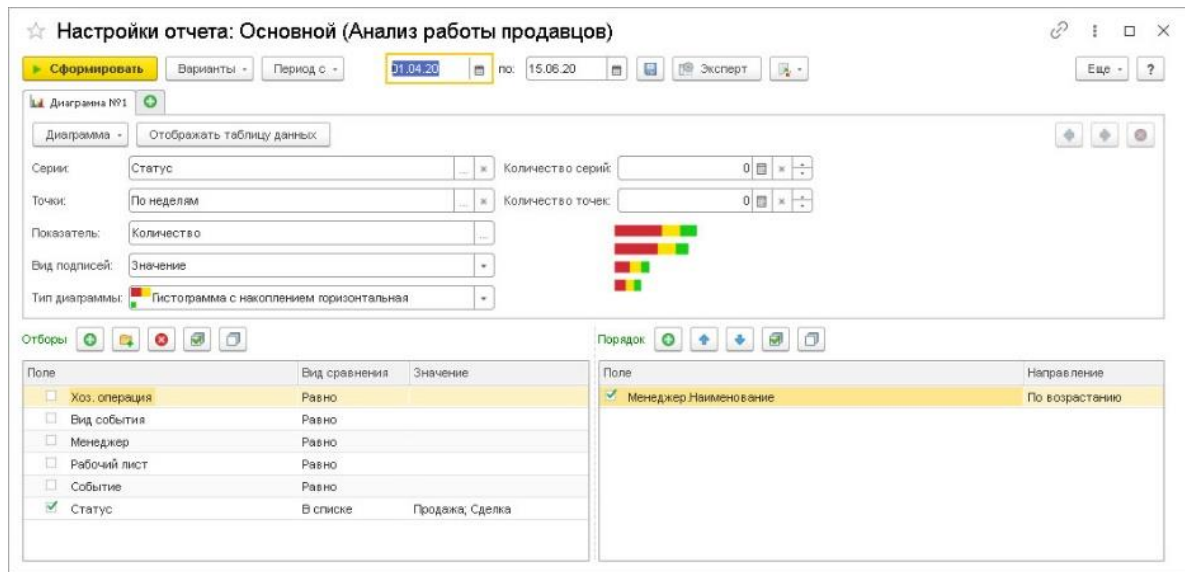 Настройки отчета: Основной (Анализ работы продавцов)
Сформировать Варианты Период с 01.04.20 по: 15.06.20 Эксперт Еще ?
Диаграмма №1
Диаграмма Отображать таблицу данных
Серии: Статус ... × Количество серий: 0 ×
Точки: По неделям ... × Количество точек: 0 ×
Показатель: Количество ...
Вид подписей: Значение
Тип диаграммы: Гистограмма с накоплением горизонтальная
Отборы
Поле Вид сравнения Значение
Хоз. операция Равно
Вид события Равно
Менеджер Равно
Рабочий лист Равно
Событие Равно
Статус В списке Продажа; Сделка
Порядок
Поле Направление
Менеджер.Наименование По возрастанию